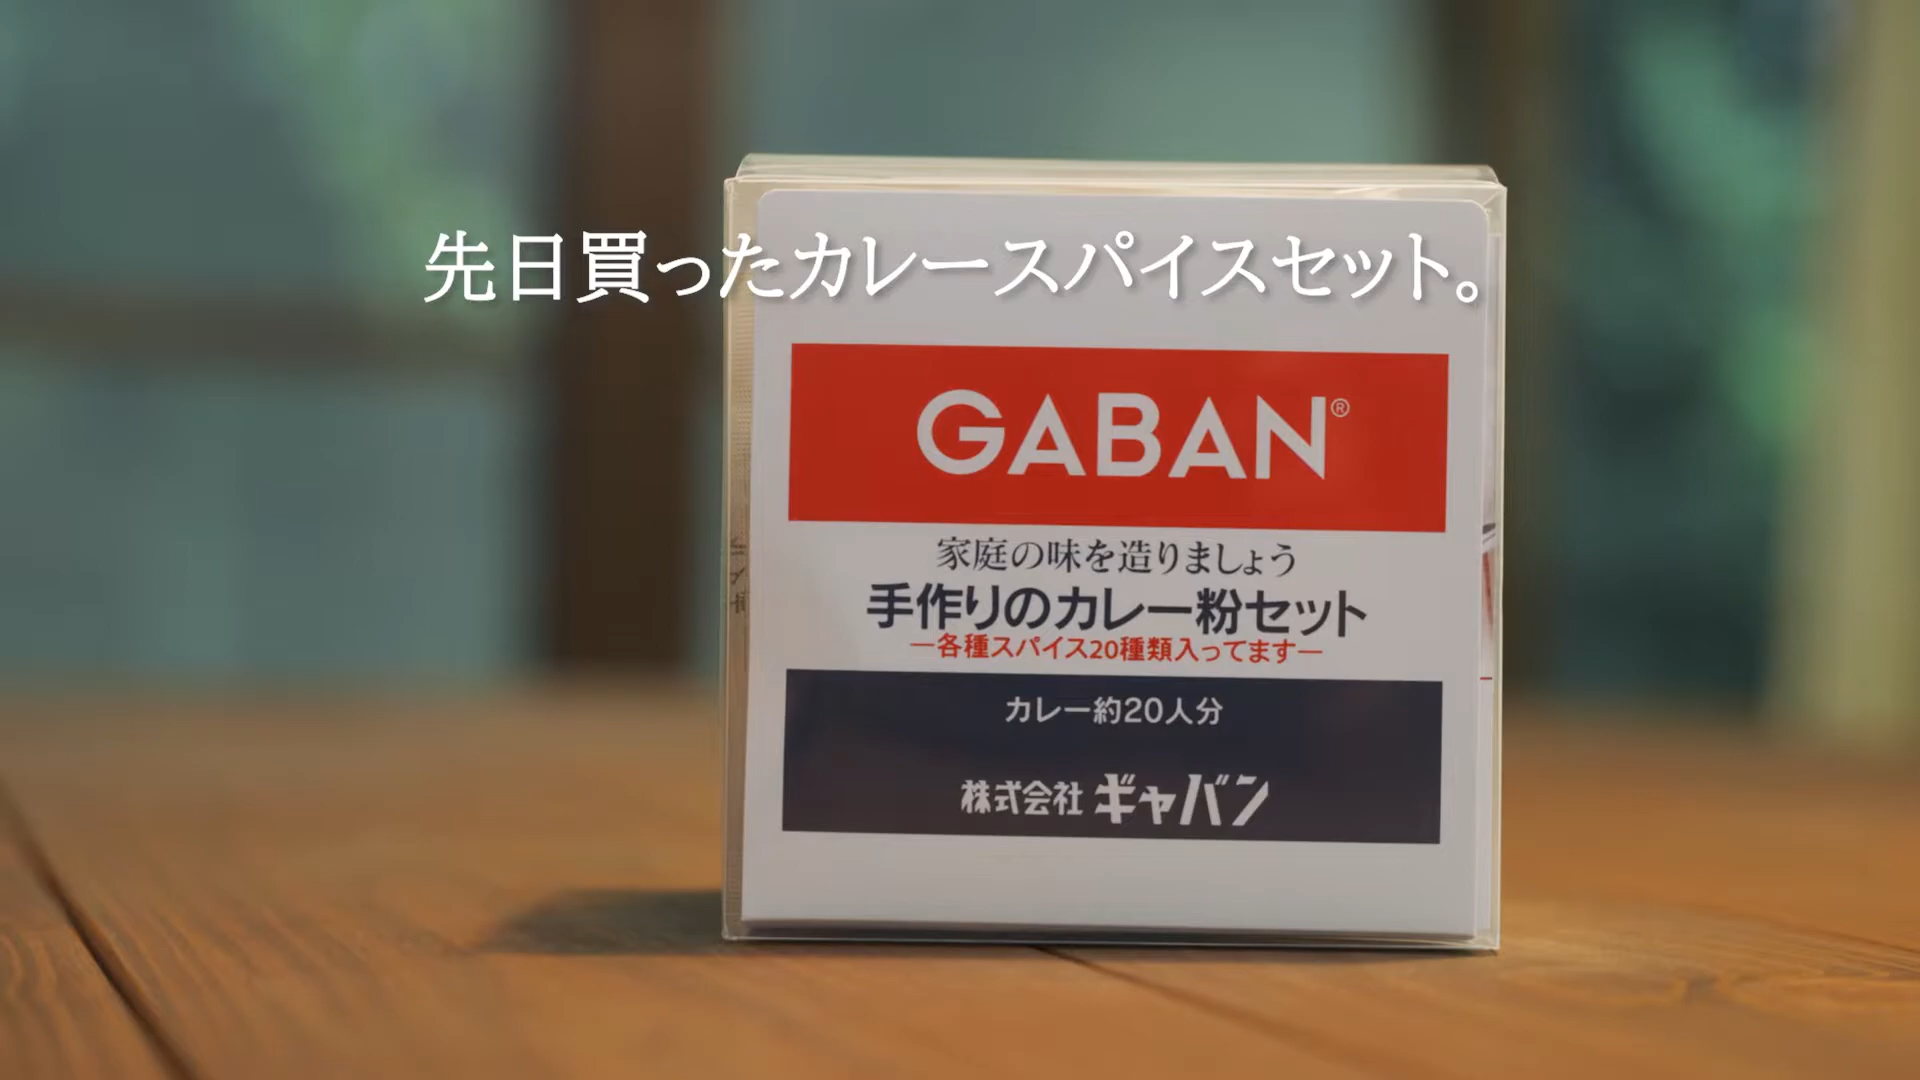 先日買ったカレースパイスセット。
GABAN®
家庭の味を造りましょう
手作りのカレー粉セット
―各種スパイス20種類入ってます―
カレー約20人分
株式会社 ギャバン